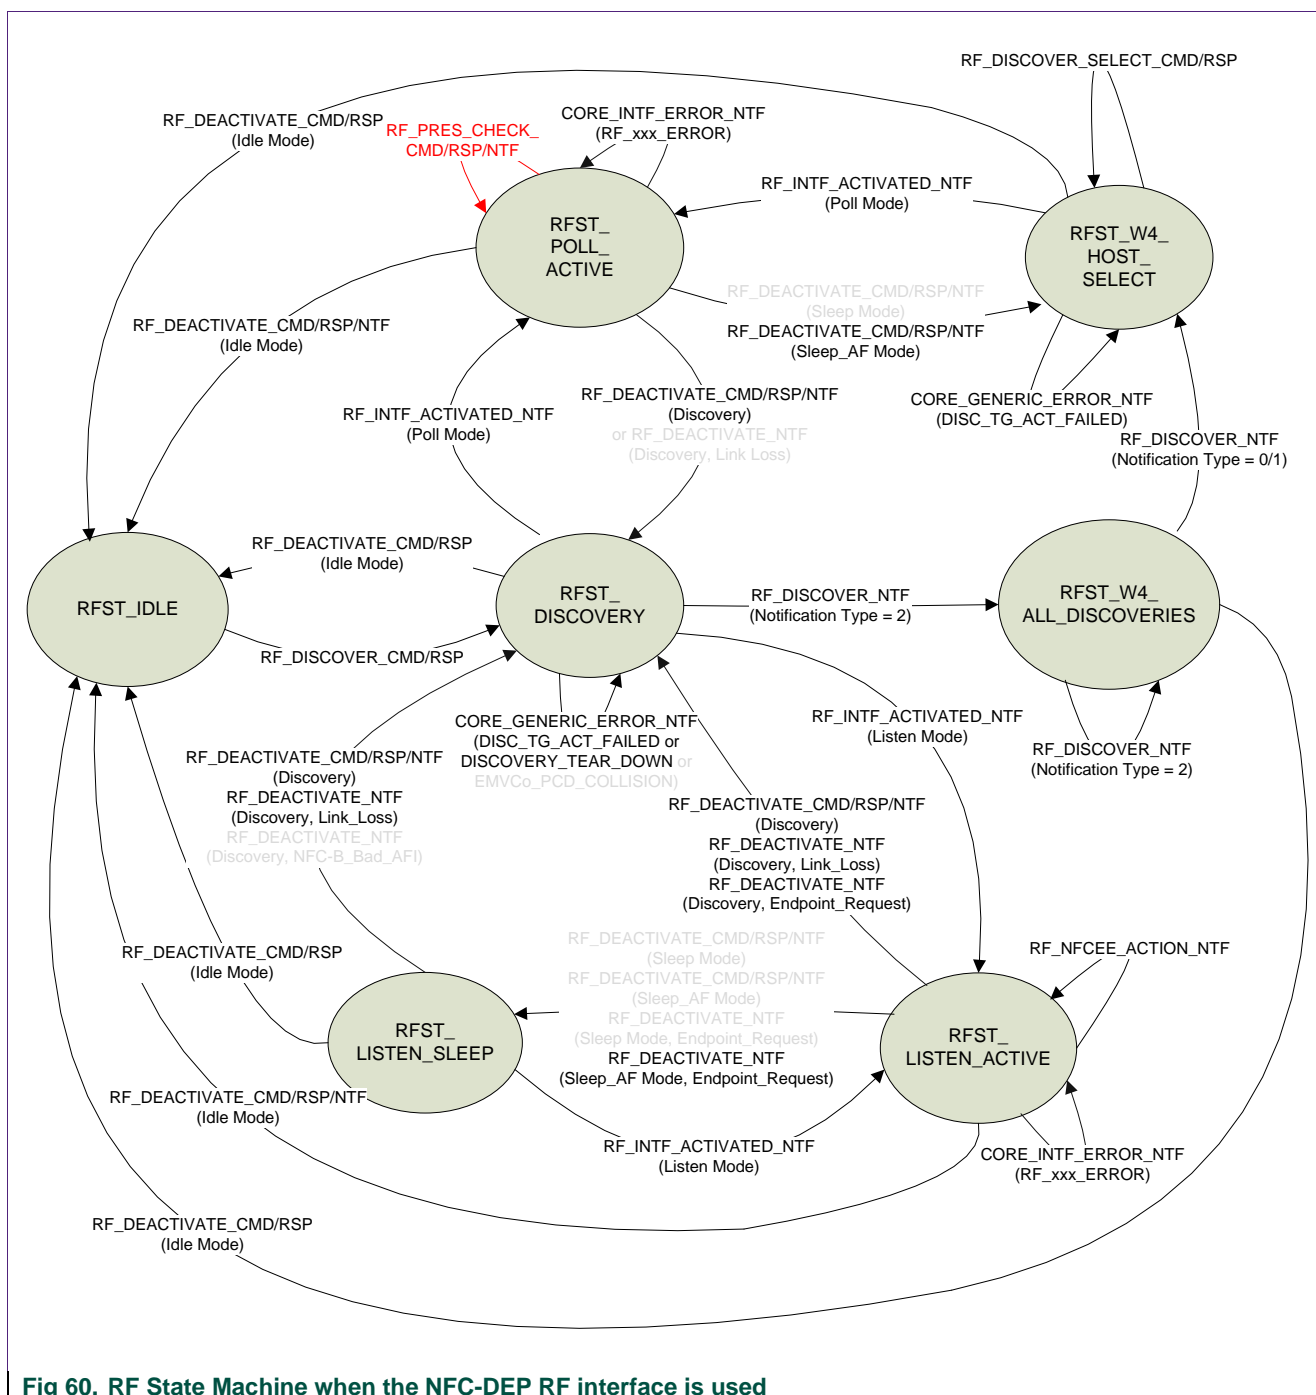 RF_DISCOVER_SELECT_CMD/RSP
RF_DEACTIVATE_CMD/RSP
(Idle Mode)
RF_PRES_CHECK_
CMD/RSP/NTF
CORE_INTF_ERROR_NTF
(RF_xxx_ERROR)
RF_INTF_ACTIVATED_NTF
(Poll Mode)
RFST_
POLL_
ACTIVE
RFST_W4_
HOST_
SELECT
RF_DEACTIVATE_CMD/RSP/NTF
(Sleep Mode)
RF_DEACTIVATE_CMD/RSP/NTF
(Sleep_AF Mode)
RF_DEACTIVATE_CMD/RSP/NTF
(Idle Mode)
RF_INTF_ACTIVATED_NTF
(Poll Mode)
RF_DEACTIVATE_CMD/RSP/NTF
(Discovery)
or RF_DEACTIVATE_NTF
(Discovery, Link Loss)
CORE_GENERIC_ERROR_NTF
(DISC_TG_ACT_FAILED)
RF_DISCOVER_NTF
(Notification Type = 0/1)
RF_DEACTIVATE_CMD/RSP
(Idle Mode)
RFST_IDLE
RFST_
DISCOVERY
RF_DISCOVER_NTF
(Notification Type = 2)
RFST_W4_
ALL_DISCOVERIES
RF_DISCOVER_CMD/RSP
CORE_GENERIC_ERROR_NTF
(DISC_TG_ACT_FAILED or
DISCOVERY_TEAR_DOWN or
EMVCo_PCD_COLLISION)
RF_INTF_ACTIVATED_NTF
(Listen Mode)
RF_DISCOVER_NTF
(Notification Type = 2)
RF_DEACTIVATE_CMD/RSP/NTF
(Discovery)
RF_DEACTIVATE_NTF
(Discovery, Link_Loss)
RF_DEACTIVATE_NTF
(Discovery, NFC-B_Bad_AFI)
RF_DEACTIVATE_CMD/RSP/NTF
(Discovery)
RF_DEACTIVATE_NTF
(Discovery, Link_Loss)
RF_DEACTIVATE_NTF
(Discovery, Endpoint_Request)
RF_DEACTIVATE_CMD/RSP
(Idle Mode)
RF_DEACTIVATE_CMD/RSP/NTF
(Sleep Mode)
RF_DEACTIVATE_CMD/RSP/NTF
(Sleep_AF Mode)
RF_DEACTIVATE_NTF
(Sleep Mode, Endpoint_Request)
RF_DEACTIVATE_NTF
(Sleep_AF Mode, Endpoint_Request)
RF_NFCEE_ACTION_NTF
RFST_
LISTEN_SLEEP
RFST_
LISTEN_ACTIVE
RF_DEACTIVATE_CMD/RSP/NTF
(Idle Mode)
RF_INTF_ACTIVATED_NTF
(Listen Mode)
CORE_INTF_ERROR_NTF
(RF_xxx_ERROR)
RF_DEACTIVATE_CMD/RSP
(Idle Mode)
Fig 60. RF State Machine when the NFC-DEP RF interface is used